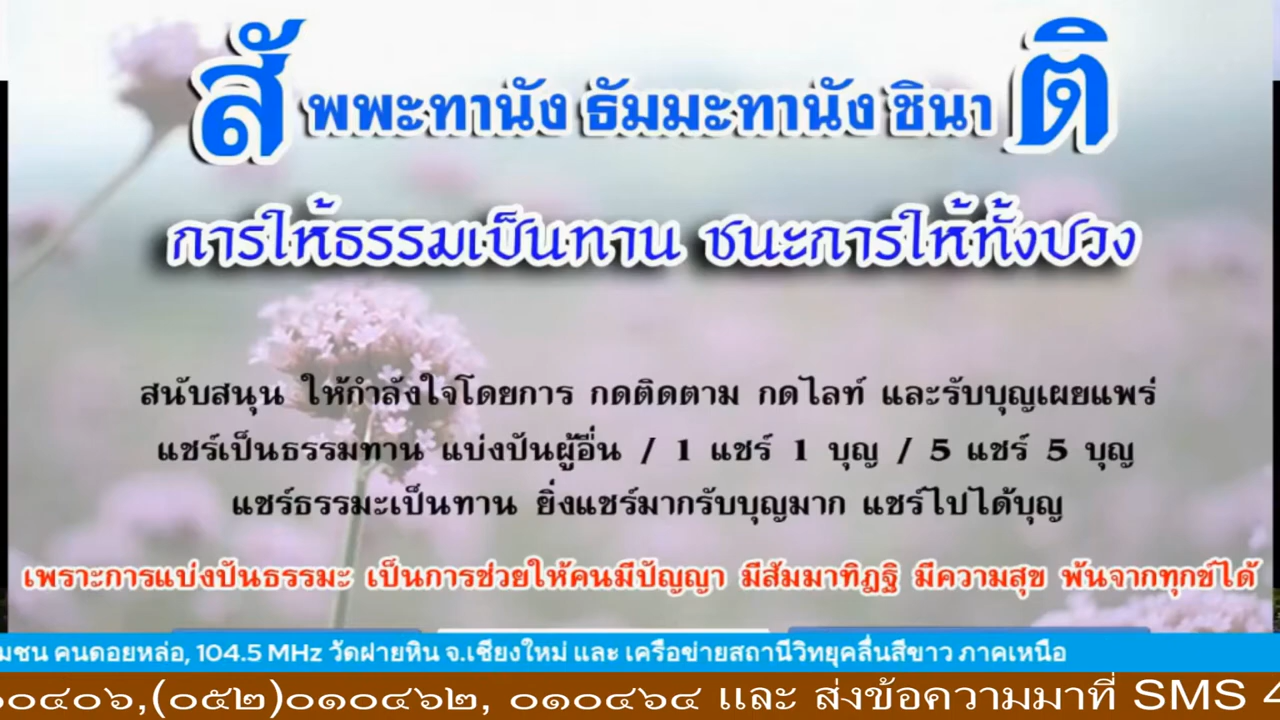 สัพพะทานัง ธัมมะทานัง ชินาติ
การให้ธรรมเป็นทาน ชนะการให้ทั้งปวง
สนับสนุน ให้กำลังใจโดยการ กดติดตาม กดไลท์ และรับบุญเผยแพร่
แชร์เป็นธรรมทาน แบ่งปันผู้อื่น / 1 แชร์ 1 บุญ / 5 แชร์ 5 บุญ
แชร์ธรรมะเป็นทาน ยิ่งแชร์มากรับบุญมาก แชร์ไปได้บุญ
เพราะการแบ่งปันธรรมะ เป็นการช่วยให้คนมีปัญญา มีสัมมาทิฏฐิ มีความสุข พ้นจากทุกข์ได้
มชน คนดอยหล่อ, 104.5 MHz วัดฝายหิน จ.เชียงใหม่ และ เครือข่ายสถานีวิทยุคลื่นสีขาว ภาคเหนือ
๐๔๐๖,(๐๕๒)๐๑๐๔๖๒, ๐๑๐๔๖๔ และ ส่งข้อความมาที่ SMS 4